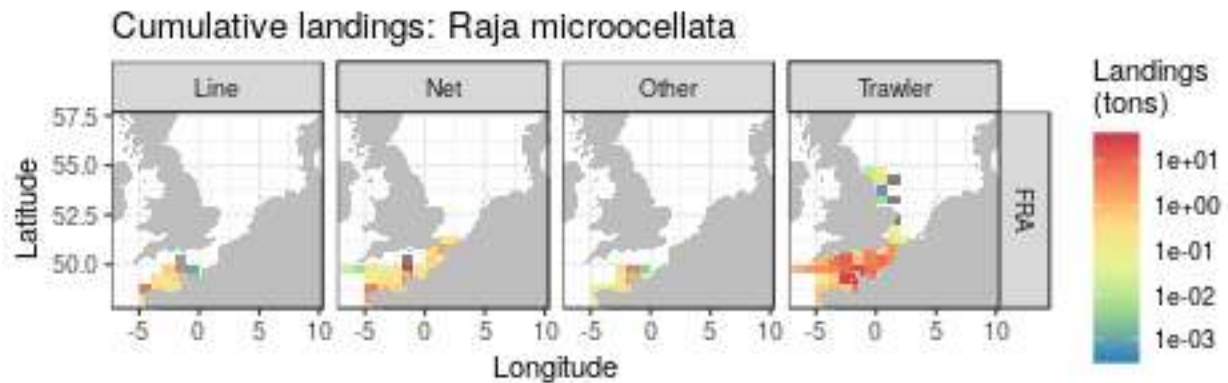 Cumulative landings: Raja microocellata
Line Net Other Trawler
Landings
(tons)
57.5
55.0
52.5
50.0
Latitude
FRA
1e+01
1e+00
1e-01
1e-02
1e-03
-5 0 5 10 -5 0 5 10 -5 0 5 10 -5 0 5 10
Longitude